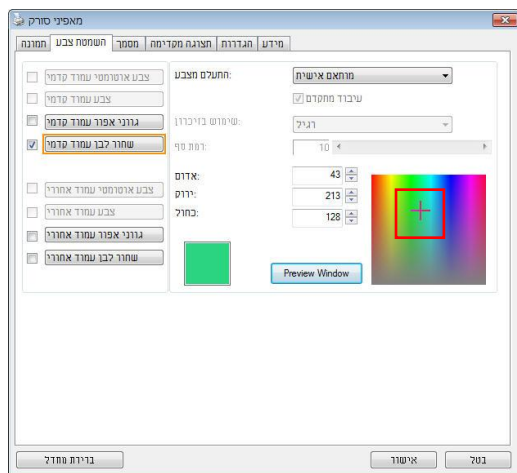 מאפיני סורק
תמונה
השמטת צבע
מסמך
תצוגה מקדימה
הגדרות
מידע
צבע אוטומטי עמוד קדמי
צבע עמוד קדמי
גווני אפור עמוד קדמי
שחור לבן עמוד קדמי
צבע אוטומטי עמוד אחורי
צבע עמוד אחורי
גווני אפור עמוד אחורי
שחור לבן עמוד אחורי
התעלם מצבע:
מותאם אישית
עיבוד מתקדם
שימוש בזיכרון:
רגיל
רמת סף:
10
אדום:
43
ירוק:
213
כחול:
128
Preview Window
ברירת מחדל
אישור
בטל